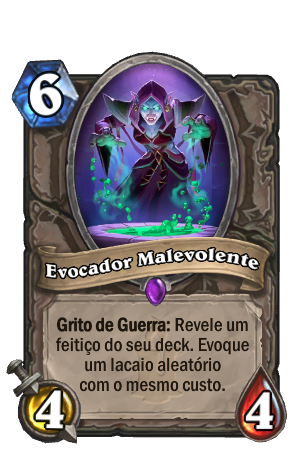 6
Evocador Malevolente
Grito de Guerra: Revele um
feitiço do seu deck. Evoque
um lacaio aleatório
com o mesmo custo.
4
4